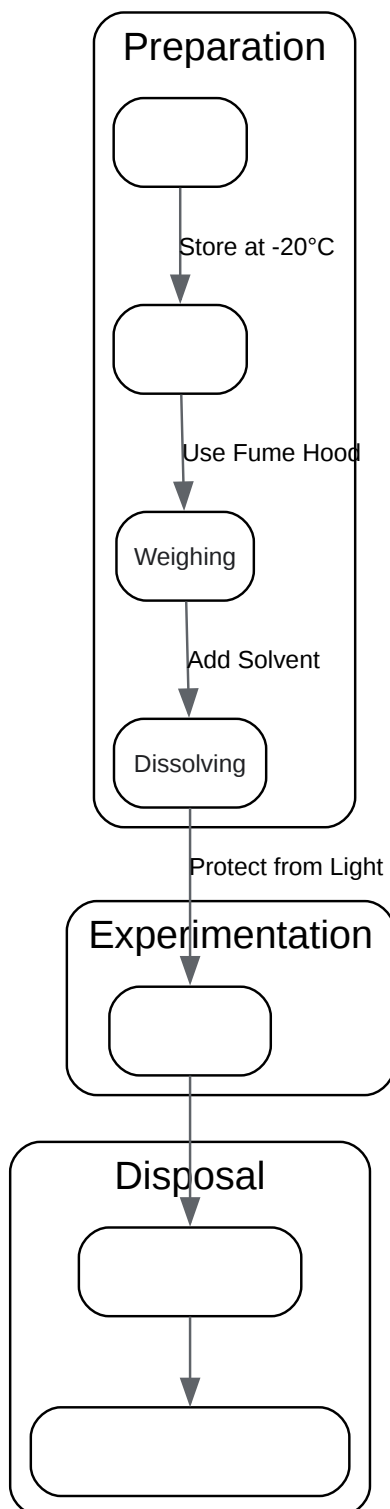 Preparation
Store at -20°C
Use Fume Hood
Weighing
Add Solvent
Dissolving
Protect from Light
Experimentation
Disposal